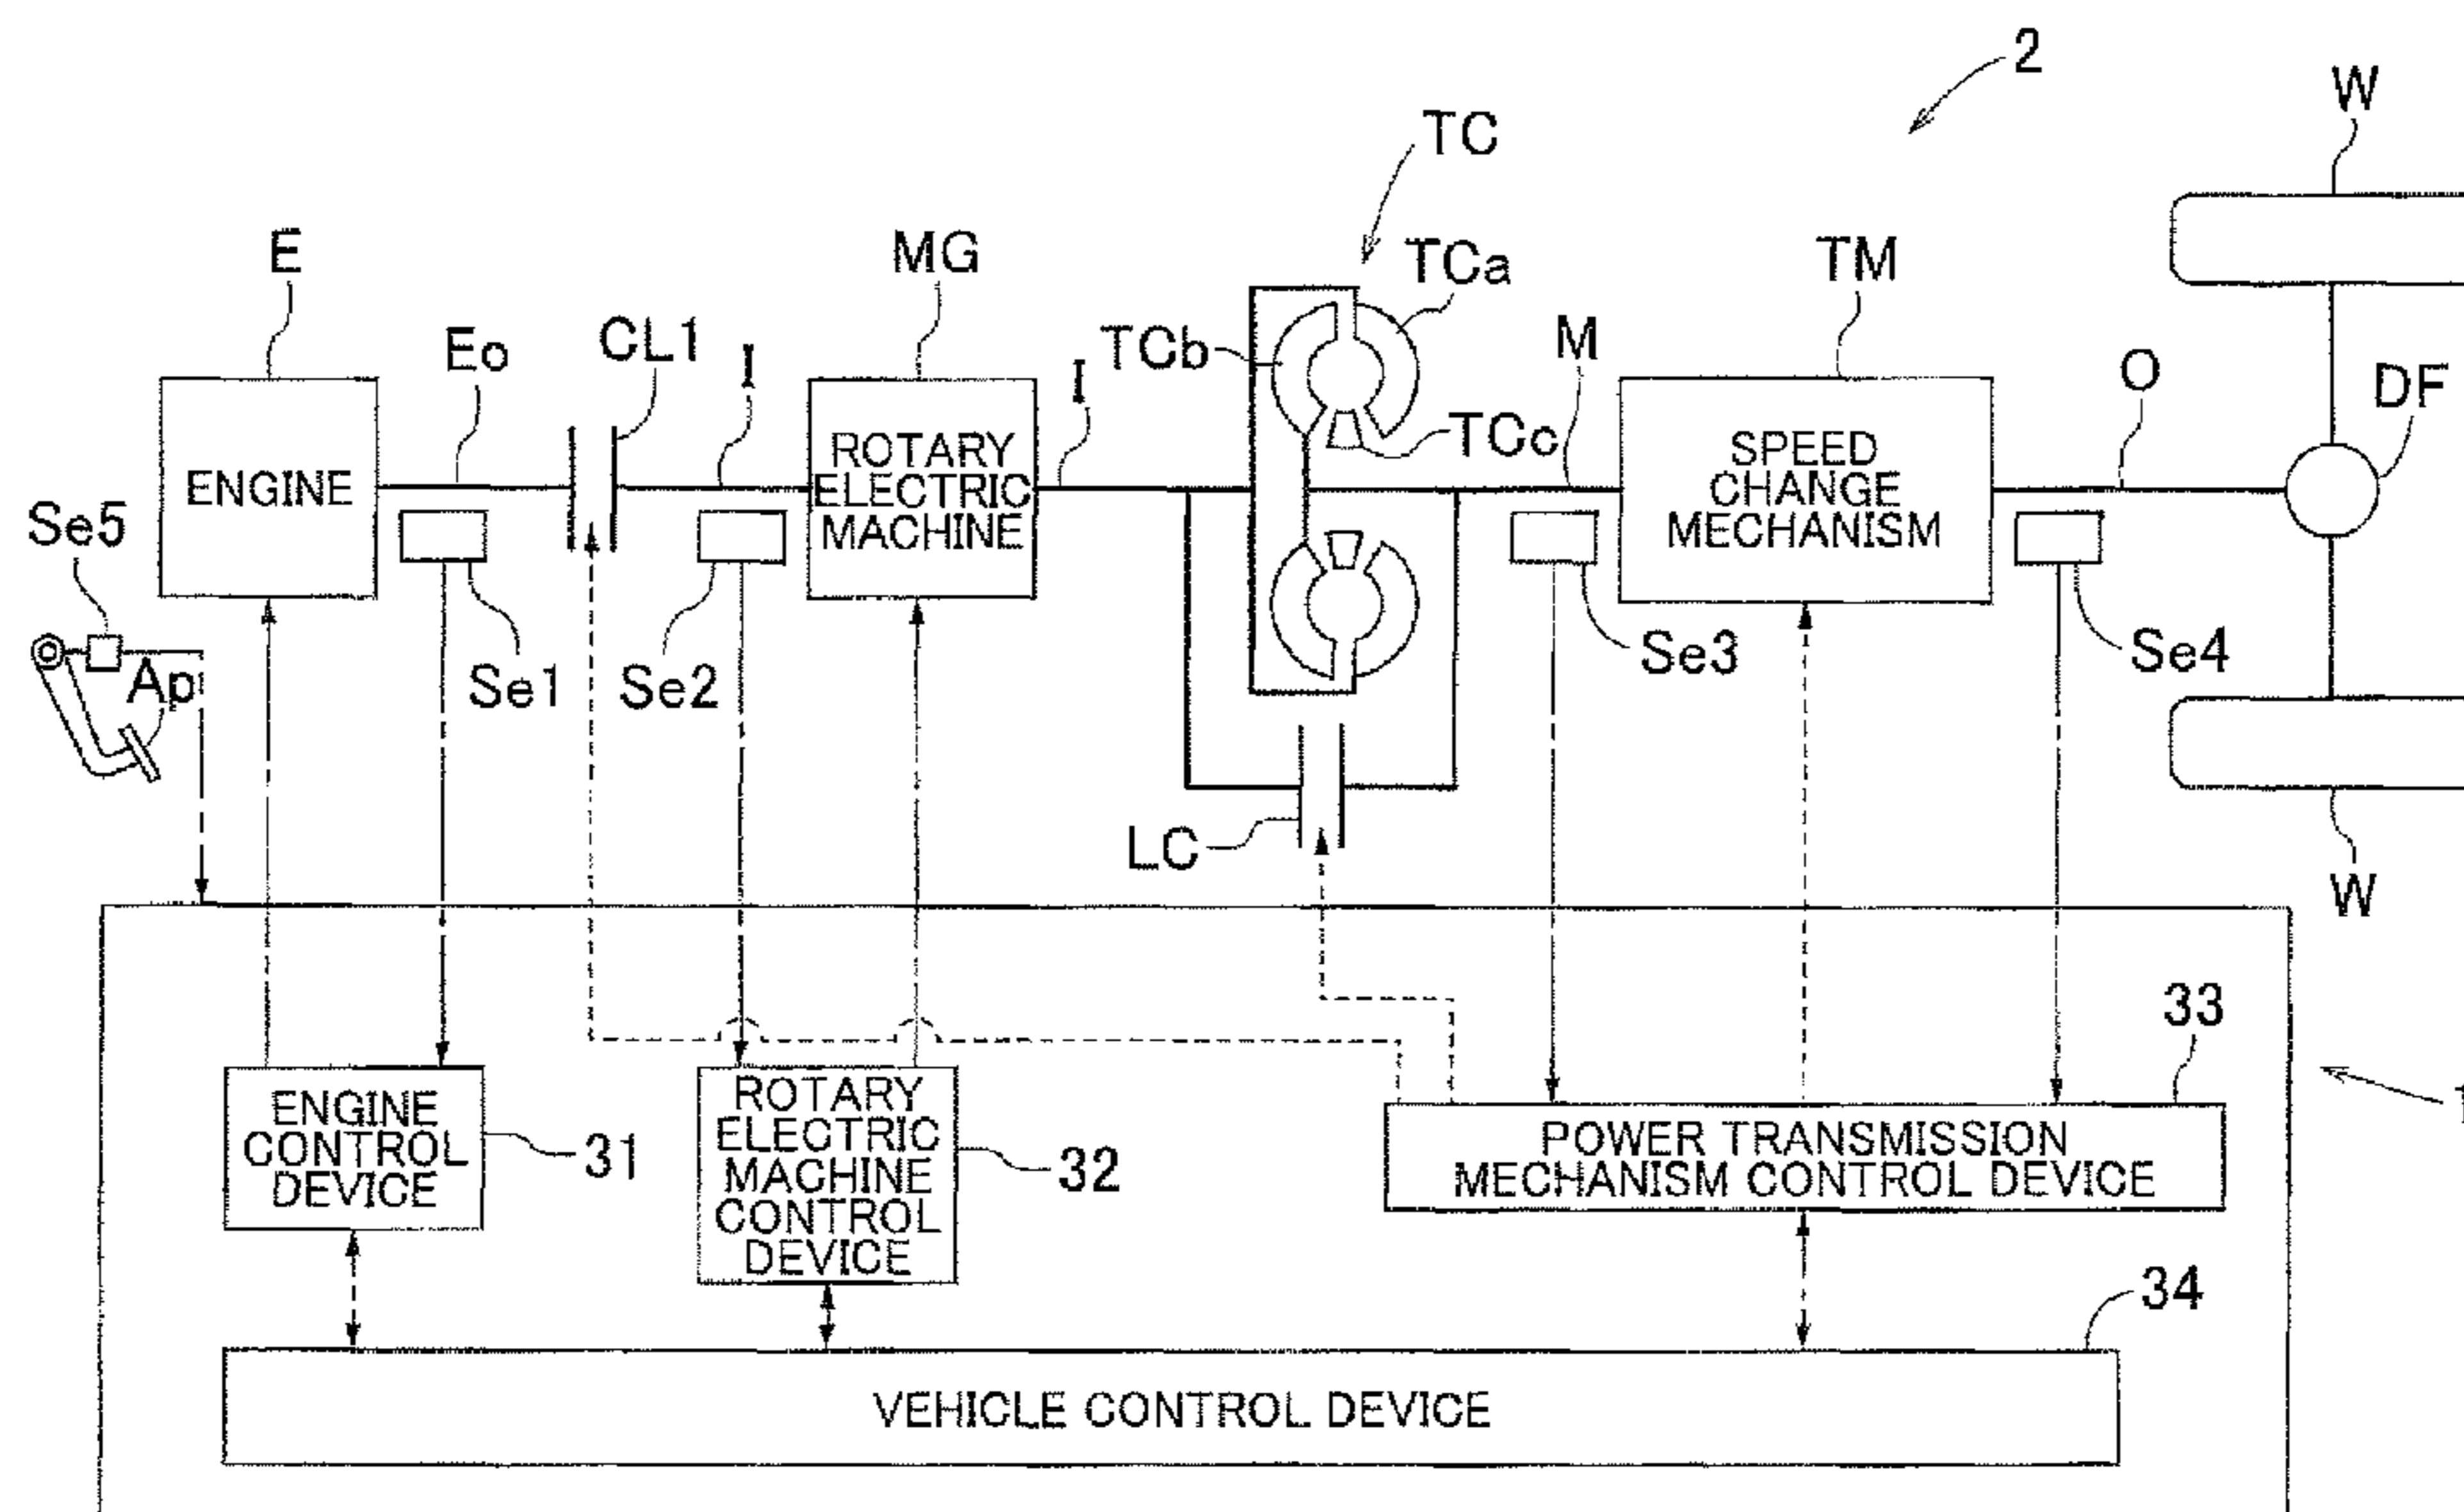 2
W
TC
E
MG
TCa
TM
Eo
CL1
I
TCb
I
M
O
DF
TCc
ENGINE
ROTARY
ELECTRIC
MACHINE
SPEED
CHANGE
MECHANISM
Se5
Ap
Se1
Se2
Se3
Se4
LC
W
33
ENGINE
CONTROL
DEVICE
31
ROTARY
ELECTRIC
MACHINE
CONTROL
DEVICE
32
POWER TRANSMISSION
MECHANISM CONTROL DEVICE
34
VEHICLE CONTROL DEVICE